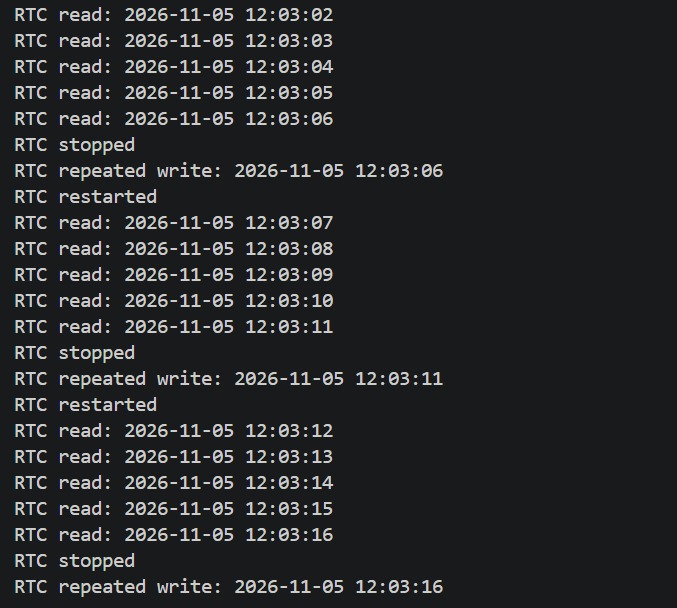 RTC read: 2026-11-05 12:03:02
RTC read: 2026-11-05 12:03:03
RTC read: 2026-11-05 12:03:04
RTC read: 2026-11-05 12:03:05
RTC read: 2026-11-05 12:03:06
RTC stopped
RTC repeated write: 2026-11-05 12:03:06
RTC restarted
RTC read: 2026-11-05 12:03:07
RTC read: 2026-11-05 12:03:08
RTC read: 2026-11-05 12:03:09
RTC read: 2026-11-05 12:03:10
RTC read: 2026-11-05 12:03:11
RTC stopped
RTC repeated write: 2026-11-05 12:03:11
RTC restarted
RTC read: 2026-11-05 12:03:12
RTC read: 2026-11-05 12:03:13
RTC read: 2026-11-05 12:03:14
RTC read: 2026-11-05 12:03:15
RTC read: 2026-11-05 12:03:16
RTC stopped
RTC repeated write: 2026-11-05 12:03:16